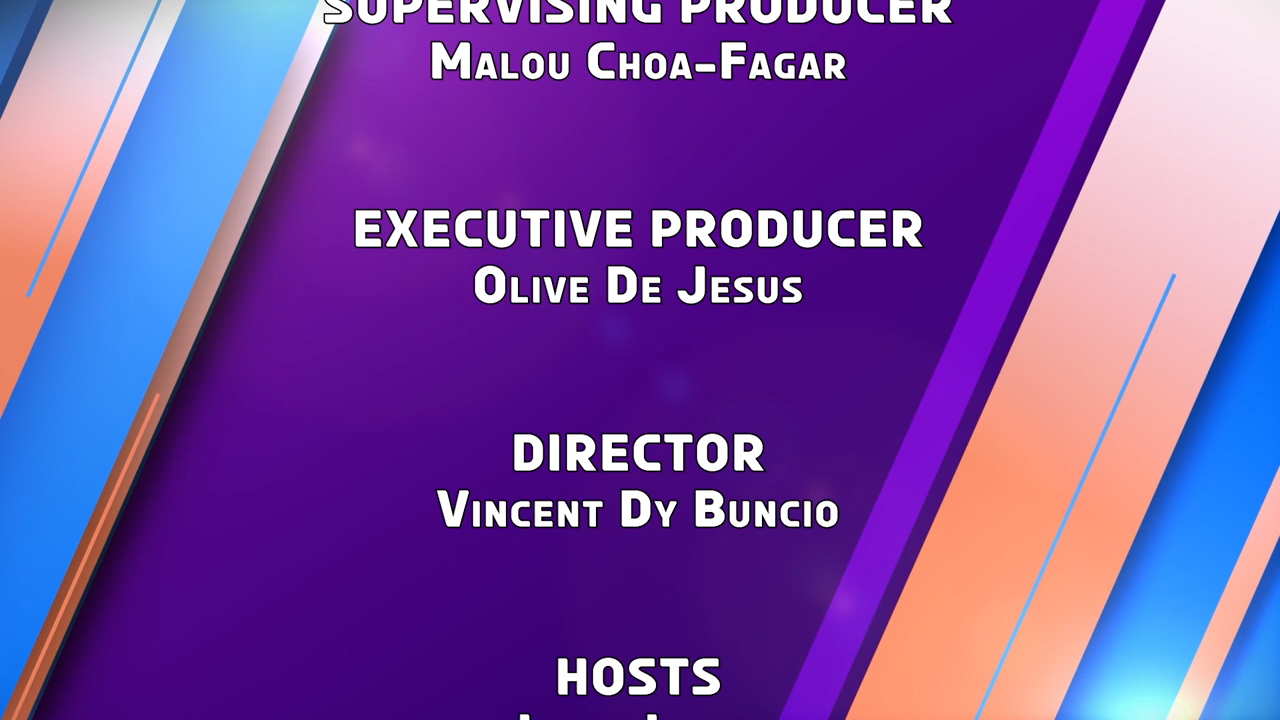 SUPERVISING PRODUCER
Malou Choa-Fagar
EXECUTIVE PRODUCER
Olive De Jesus
DIRECTOR
Vincent Dy Buncio
HOSTS